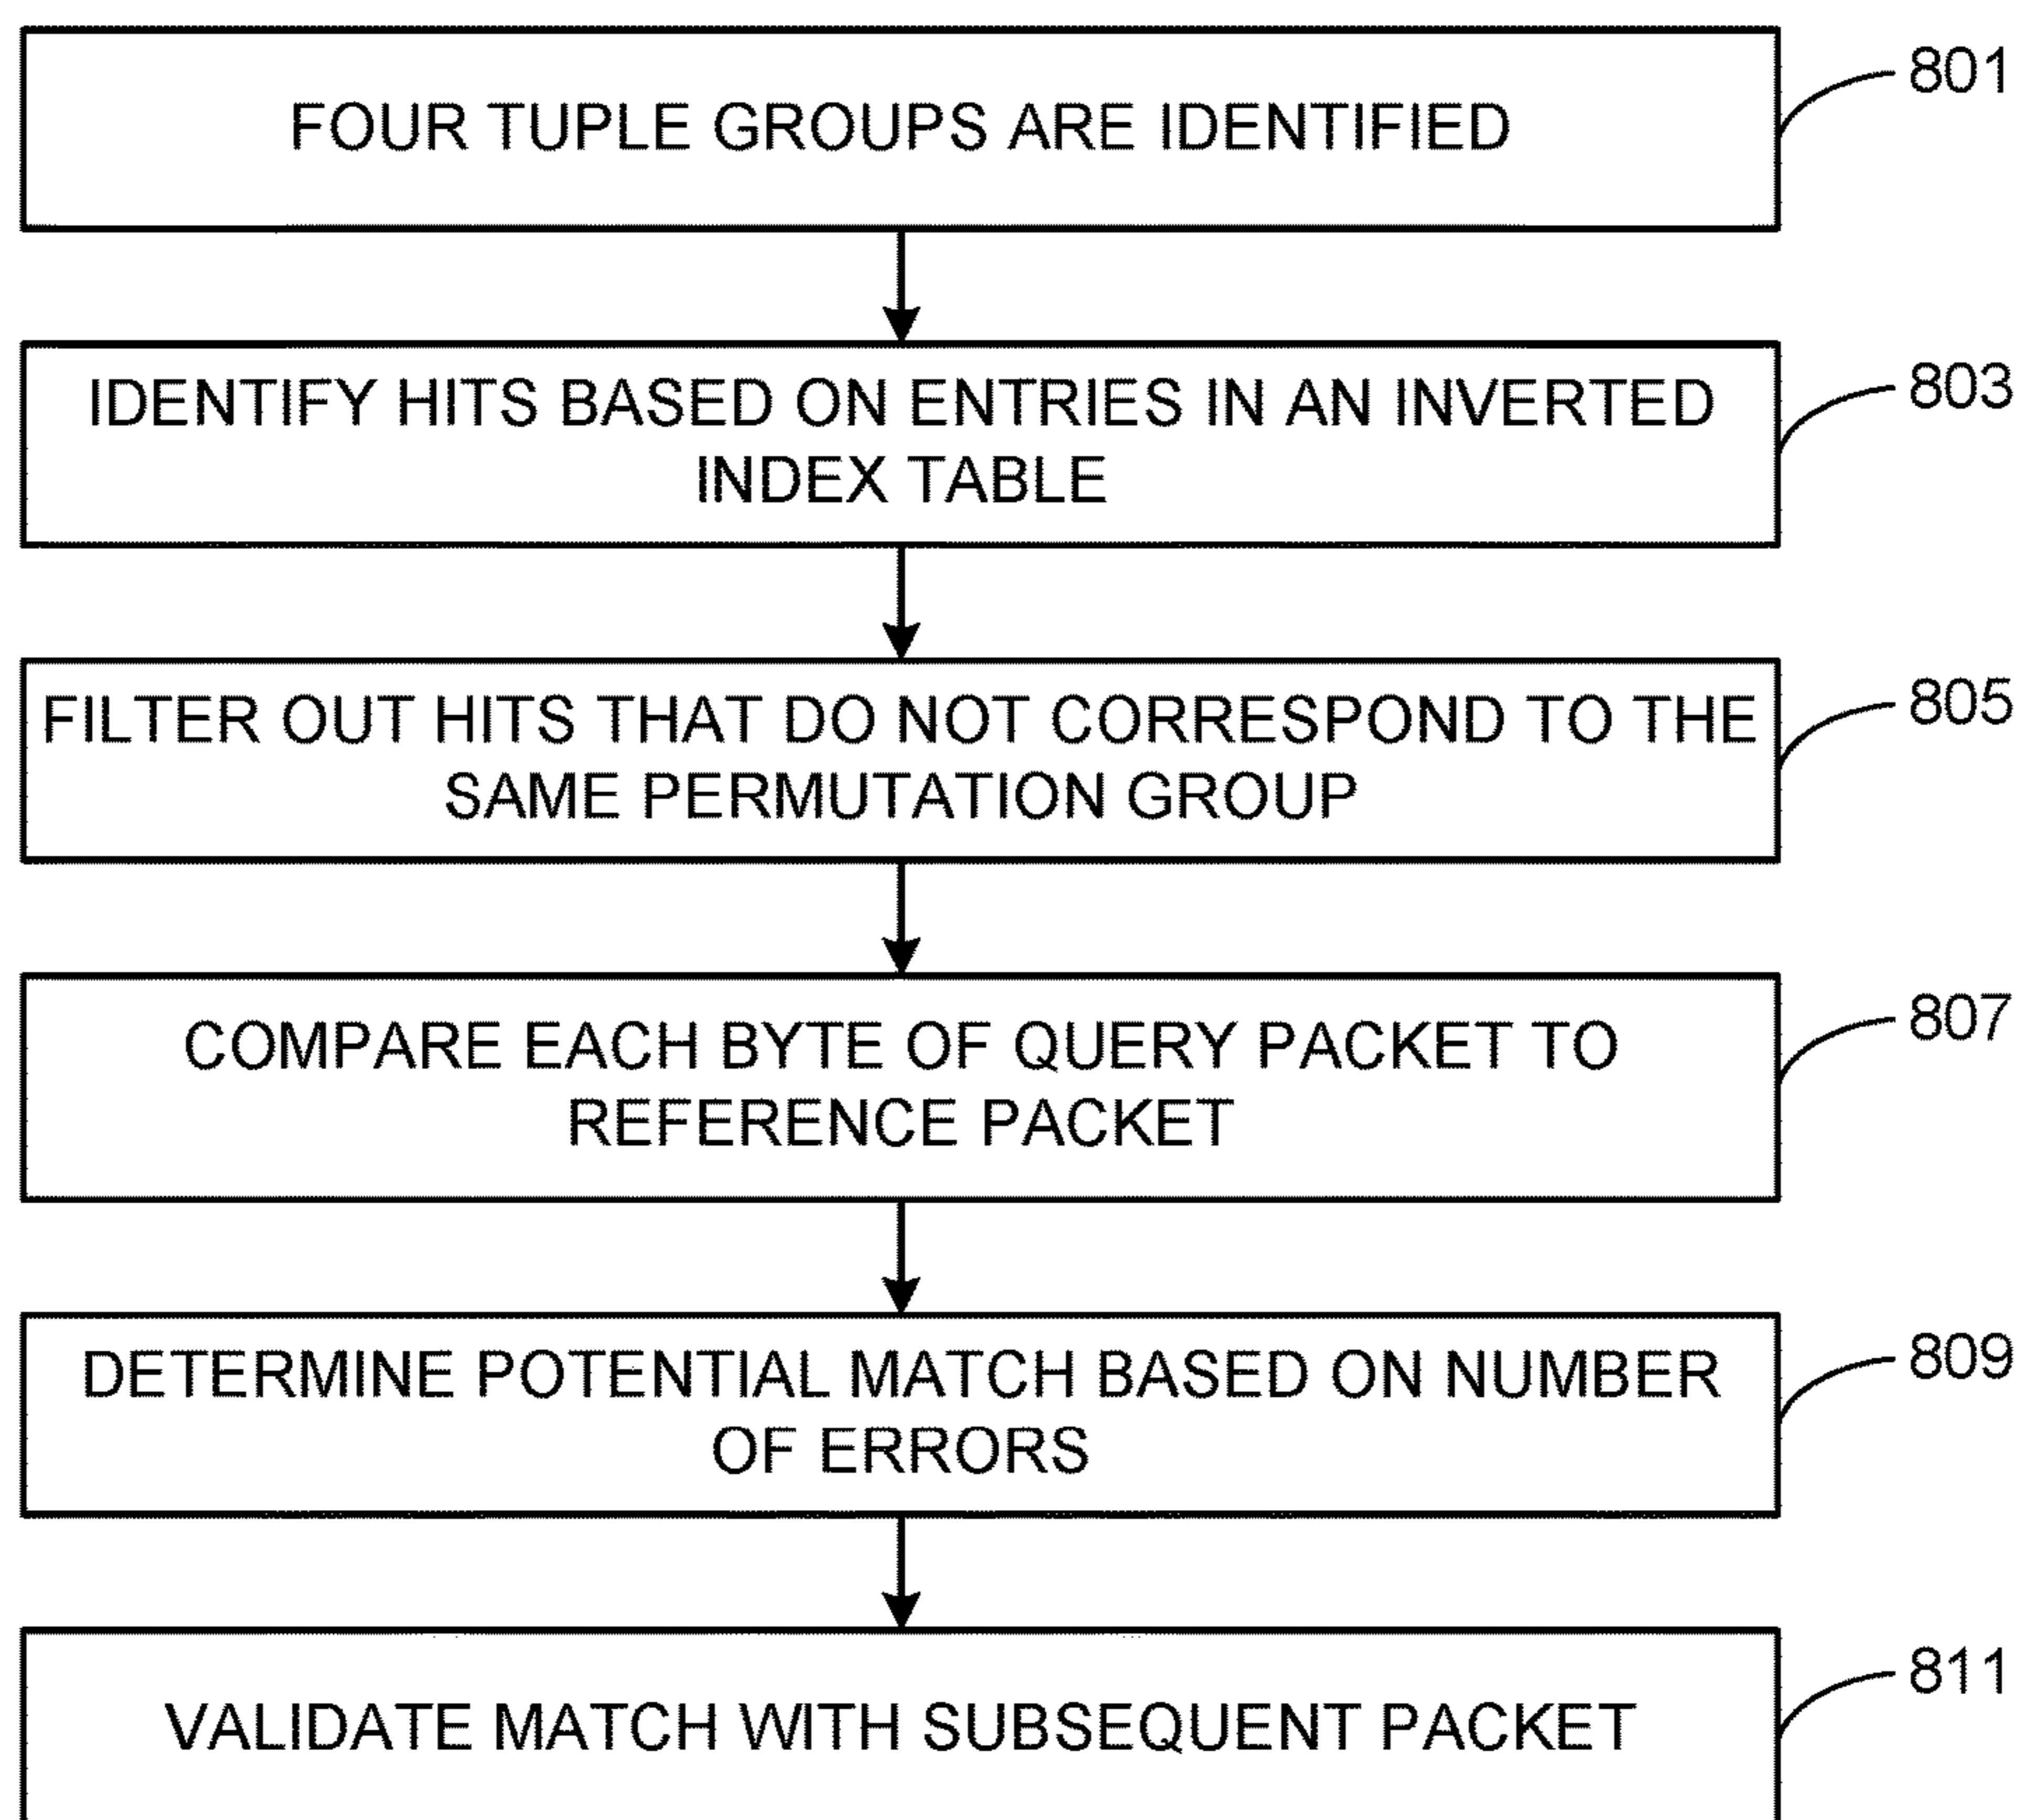 FOUR TUPLE GROUPS ARE IDENTIFIED
801
IDENTIFY HITS BASED ON ENTRIES IN AN INVERTED
INDEX TABLE
803
FILTER OUT HITS THAT DO NOT CORRESPOND TO THE
SAME PERMUTATION GROUP
805
COMPARE EACH BYTE OF QUERY PACKET TO
REFERENCE PACKET
807
DETERMINE POTENTIAL MATCH BASED ON NUMBER
OF ERRORS
809
VALIDATE MATCH WITH SUBSEQUENT PACKET
811